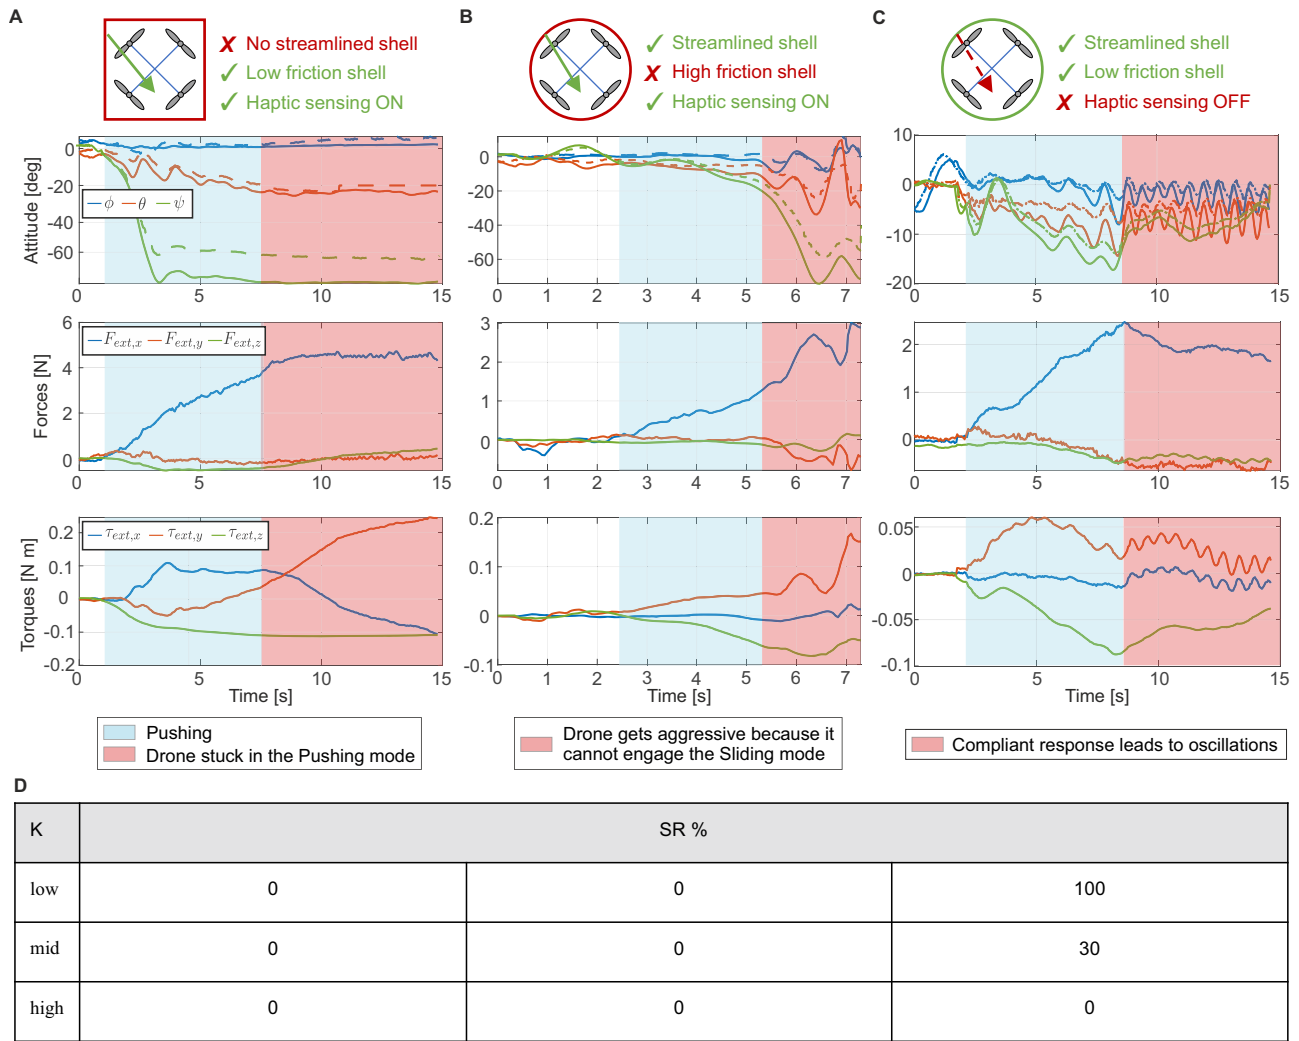 A
✗ No streamlined shell
✓ Low friction shell
✓ Haptic sensing ON
B
✓ Streamlined shell
✗ High friction shell
✓ Haptic sensing ON
C
✓ Streamlined shell
✓ Low friction shell
✗ Haptic sensing OFF
Attitude [deg]
0
-20
-60
ϕ θ ψ
0 5 10 15
0
-20
-40
-60
0 1 2 3 4 5 6 7
10
0
-10
-20
0 5 10 15
Forces [N]
6
4
2
0
F_ext,x F_ext,y F_ext,z
0 5 10 15
3
2
1
0
0 1 2 3 4 5 6 7
2
1
0
0 5 10 15
Torques [N m]
0.2
0.1
0
-0.1
-0.2
τ_ext,x τ_ext,y τ_ext,z
0 5 10 15
Time [s]
0.2
0.1
0
-0.1
0 1 2 3 4 5 6 7
Time [s]
0.05
0
-0.05
-0.1
0 5 10 15
Time [s]
Pushing
Drone stuck in the Pushing mode
Drone gets aggressive because it
cannot engage the Sliding mode
Compliant response leads to oscillations
D
K SR %
low 0 0 100
mid 0 0 30
high 0 0 0